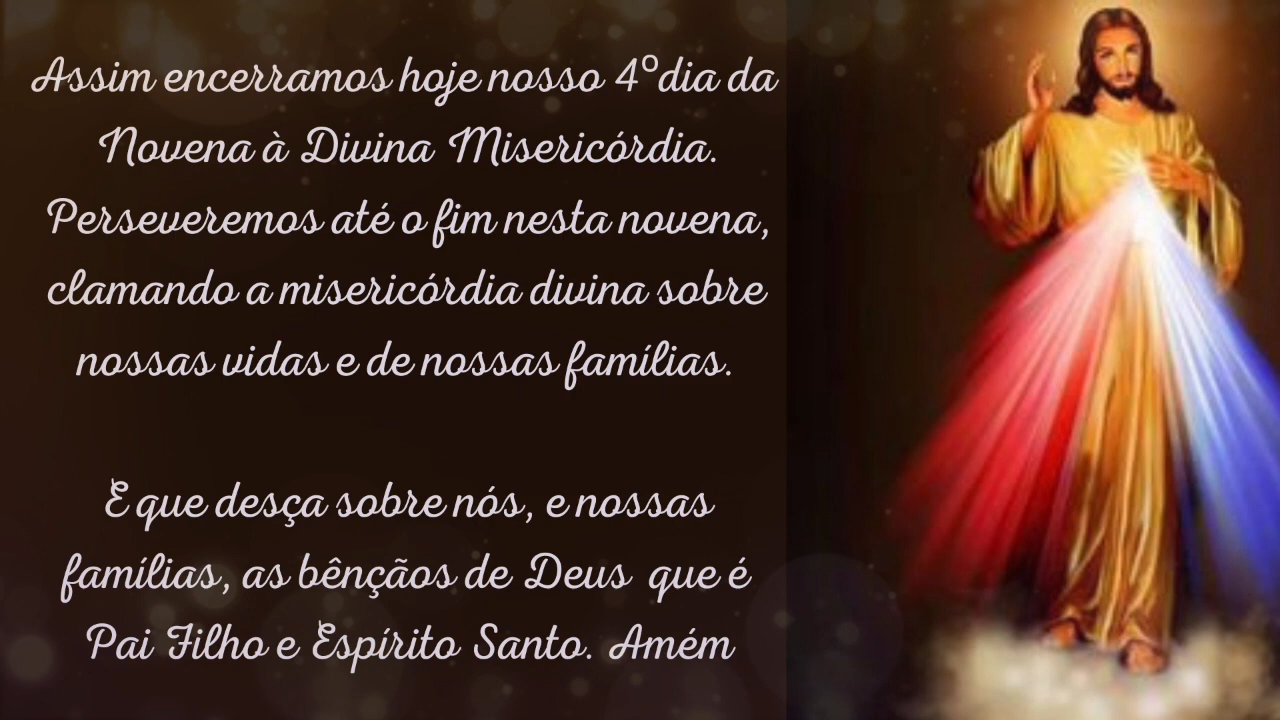 Assim encerramos hoje nosso 4°dia da
Novena à Divina Misericórdia.
Perseveremos até o fim nesta novena,
clamando a misericórdia divina sobre
nossas vidas e de nossas famílias.
E que desça sobre nós, e nossas
famílias, as bênçãos de Deus que é
Pai Filho e Espírito Santo. Amém